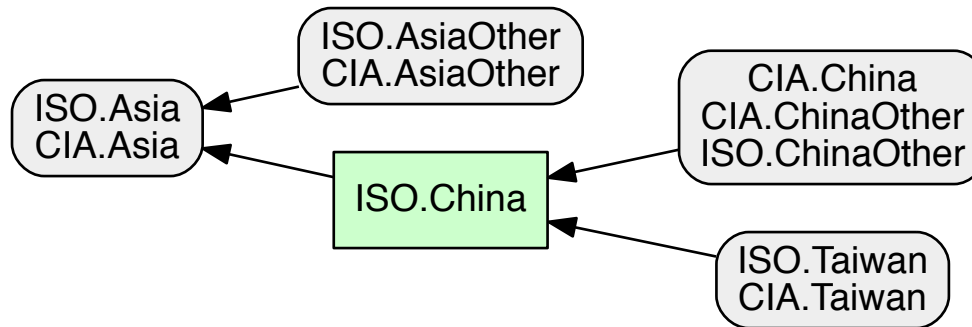 ISO.AsiaOther
CIA.AsiaOther
ISO.Asia
CIA.Asia
CIA.China
CIA.ChinaOther
ISO.ChinaOther
ISO.China
ISO.Taiwan
CIA.Taiwan